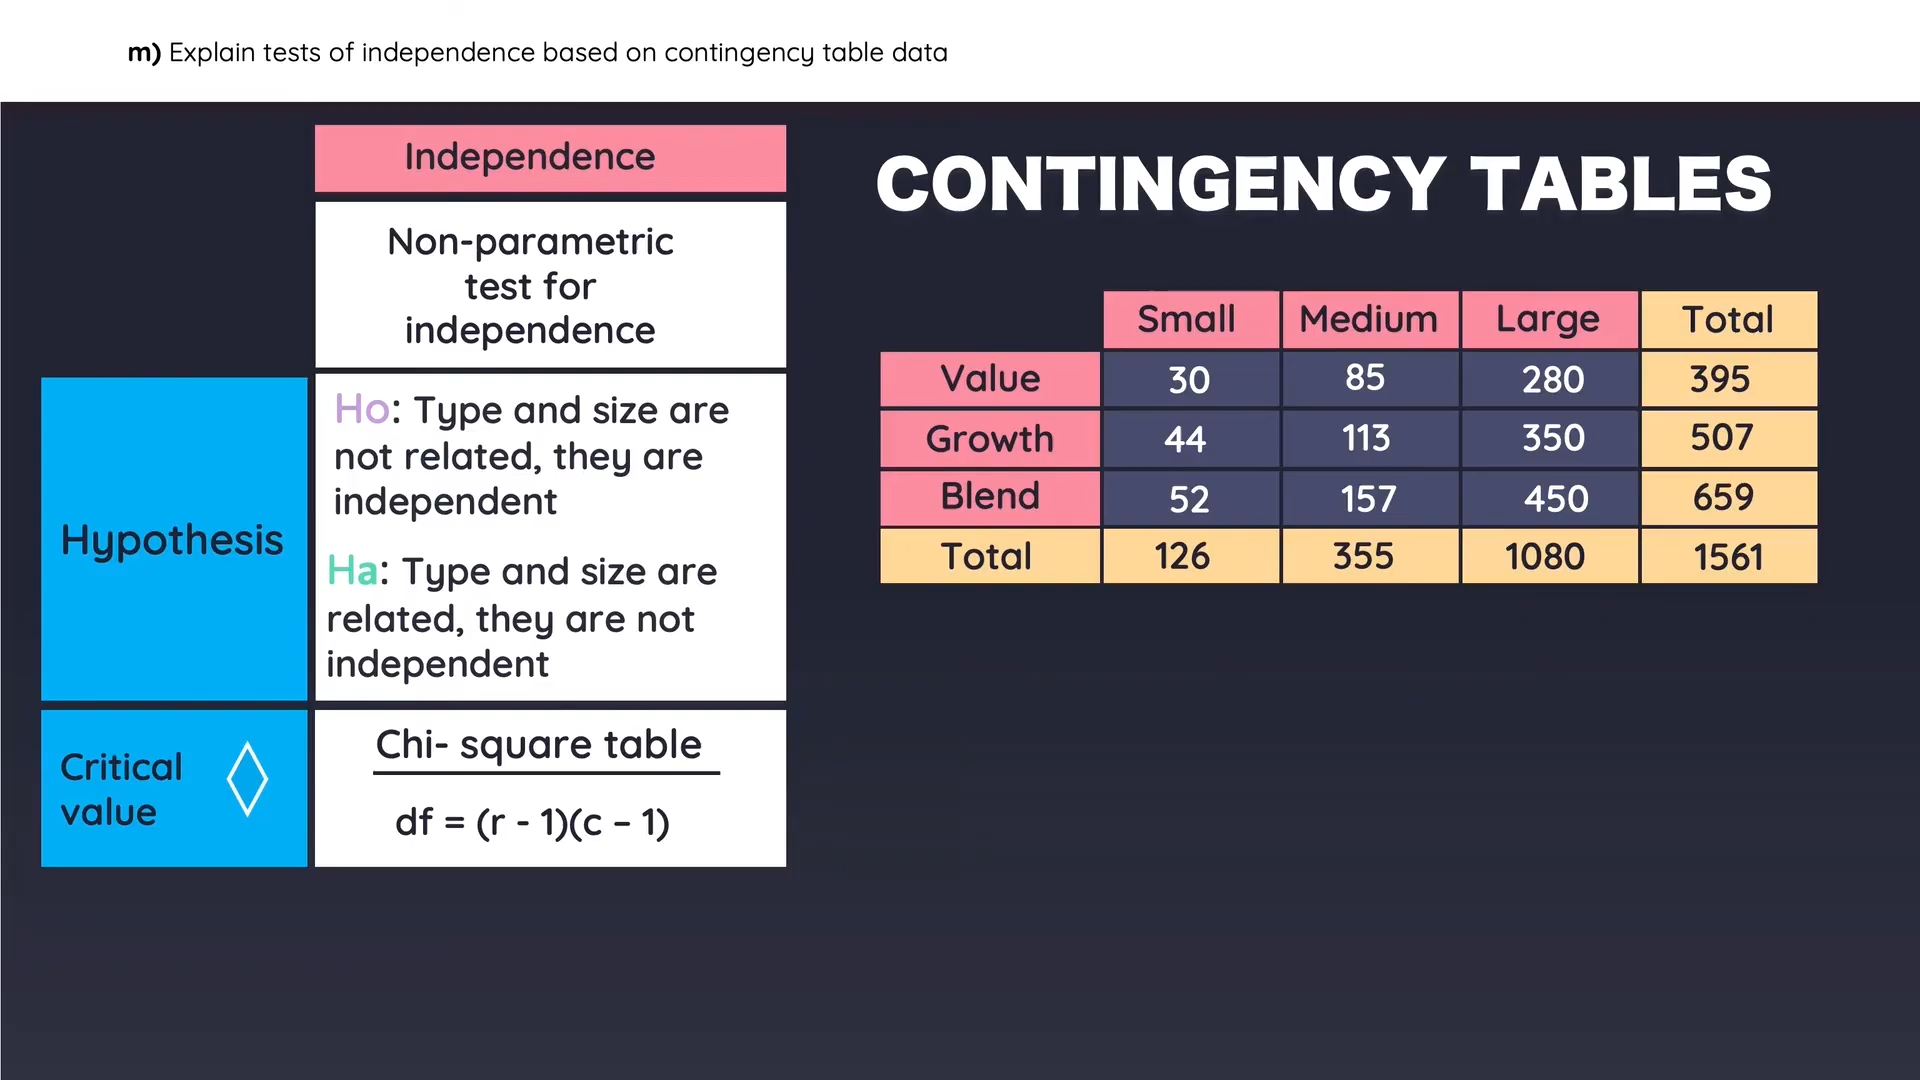 m) Explain tests of independence based on contingency table data
Independence
Non-parametric
test for
independence
Hypothesis
Ho: Type and size are
not related, they are
independent
Ha: Type and size are
related, they are not
independent
Critical
value
Chi- square table
df = (r - 1)(c – 1)
CONTINGENCY TABLES
Small Medium Large Total
Value 30 85 280 395
Growth 44 113 350 507
Blend 52 157 450 659
Total 126 355 1080 1561